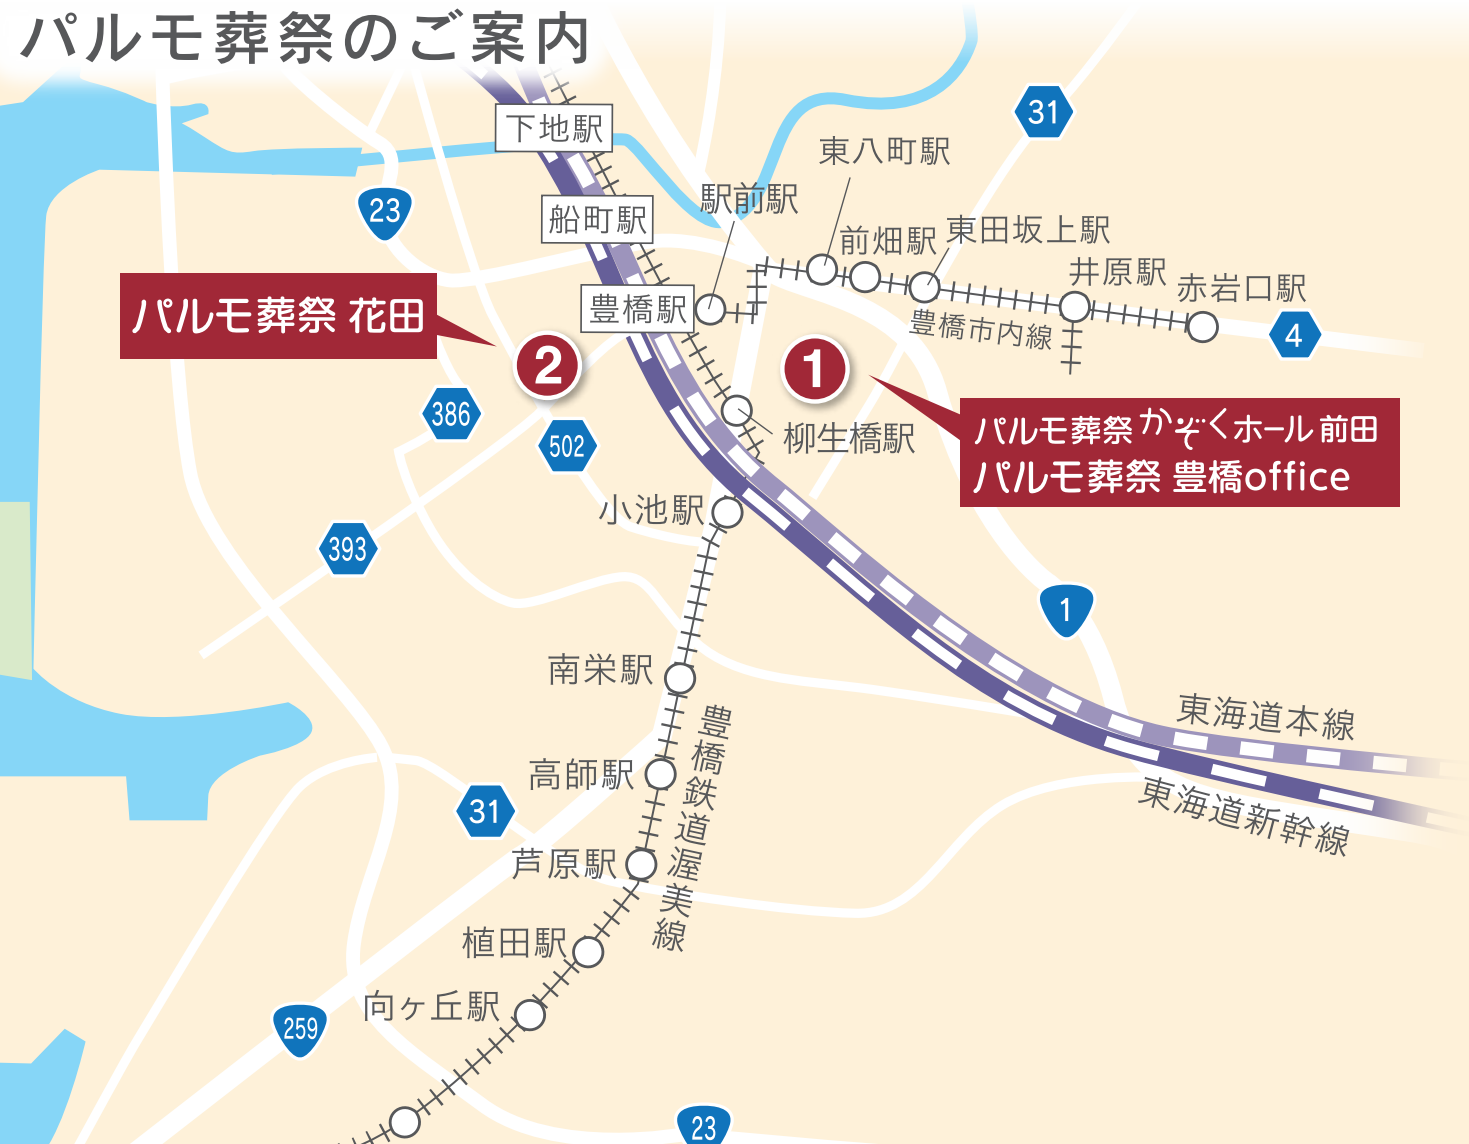 パルモ葬祭のご案内
31
下地駅
東八町駅
23
駅前駅
船町駅
前畑駅
東田坂上駅
井原駅
赤岩口駅
パルモ葬祭 花田
豊橋駅
豊橋市内線
4
2
1
386
502
柳生橋駅
パルモ葬祭 かぞくホール 前田
パルモ葬祭 豊橋office
小池駅
393
1
南栄駅
東海道本線
豊橋鉄道渥美線
高師駅
31
東海道新幹線
芦原駅
植田駅
向ヶ丘駅
259
23